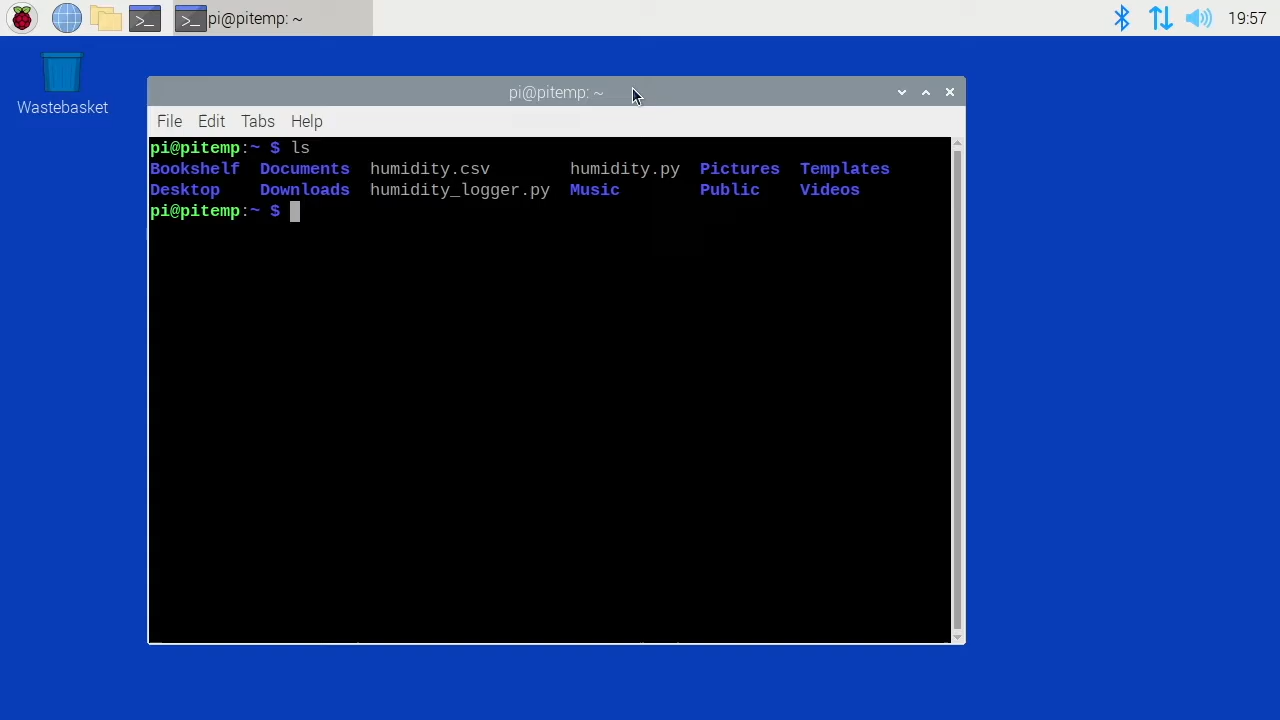 pi@pitemp: ~ 19:57
Wastebasket
pi@pitemp: ~
File Edit Tabs Help
pi@pitemp:~ $ ls
Bookshelf Documents humidity.csv humidity.py Pictures Templates
Desktop Downloads humidity_logger.py Music Public Videos
pi@pitemp:~ $